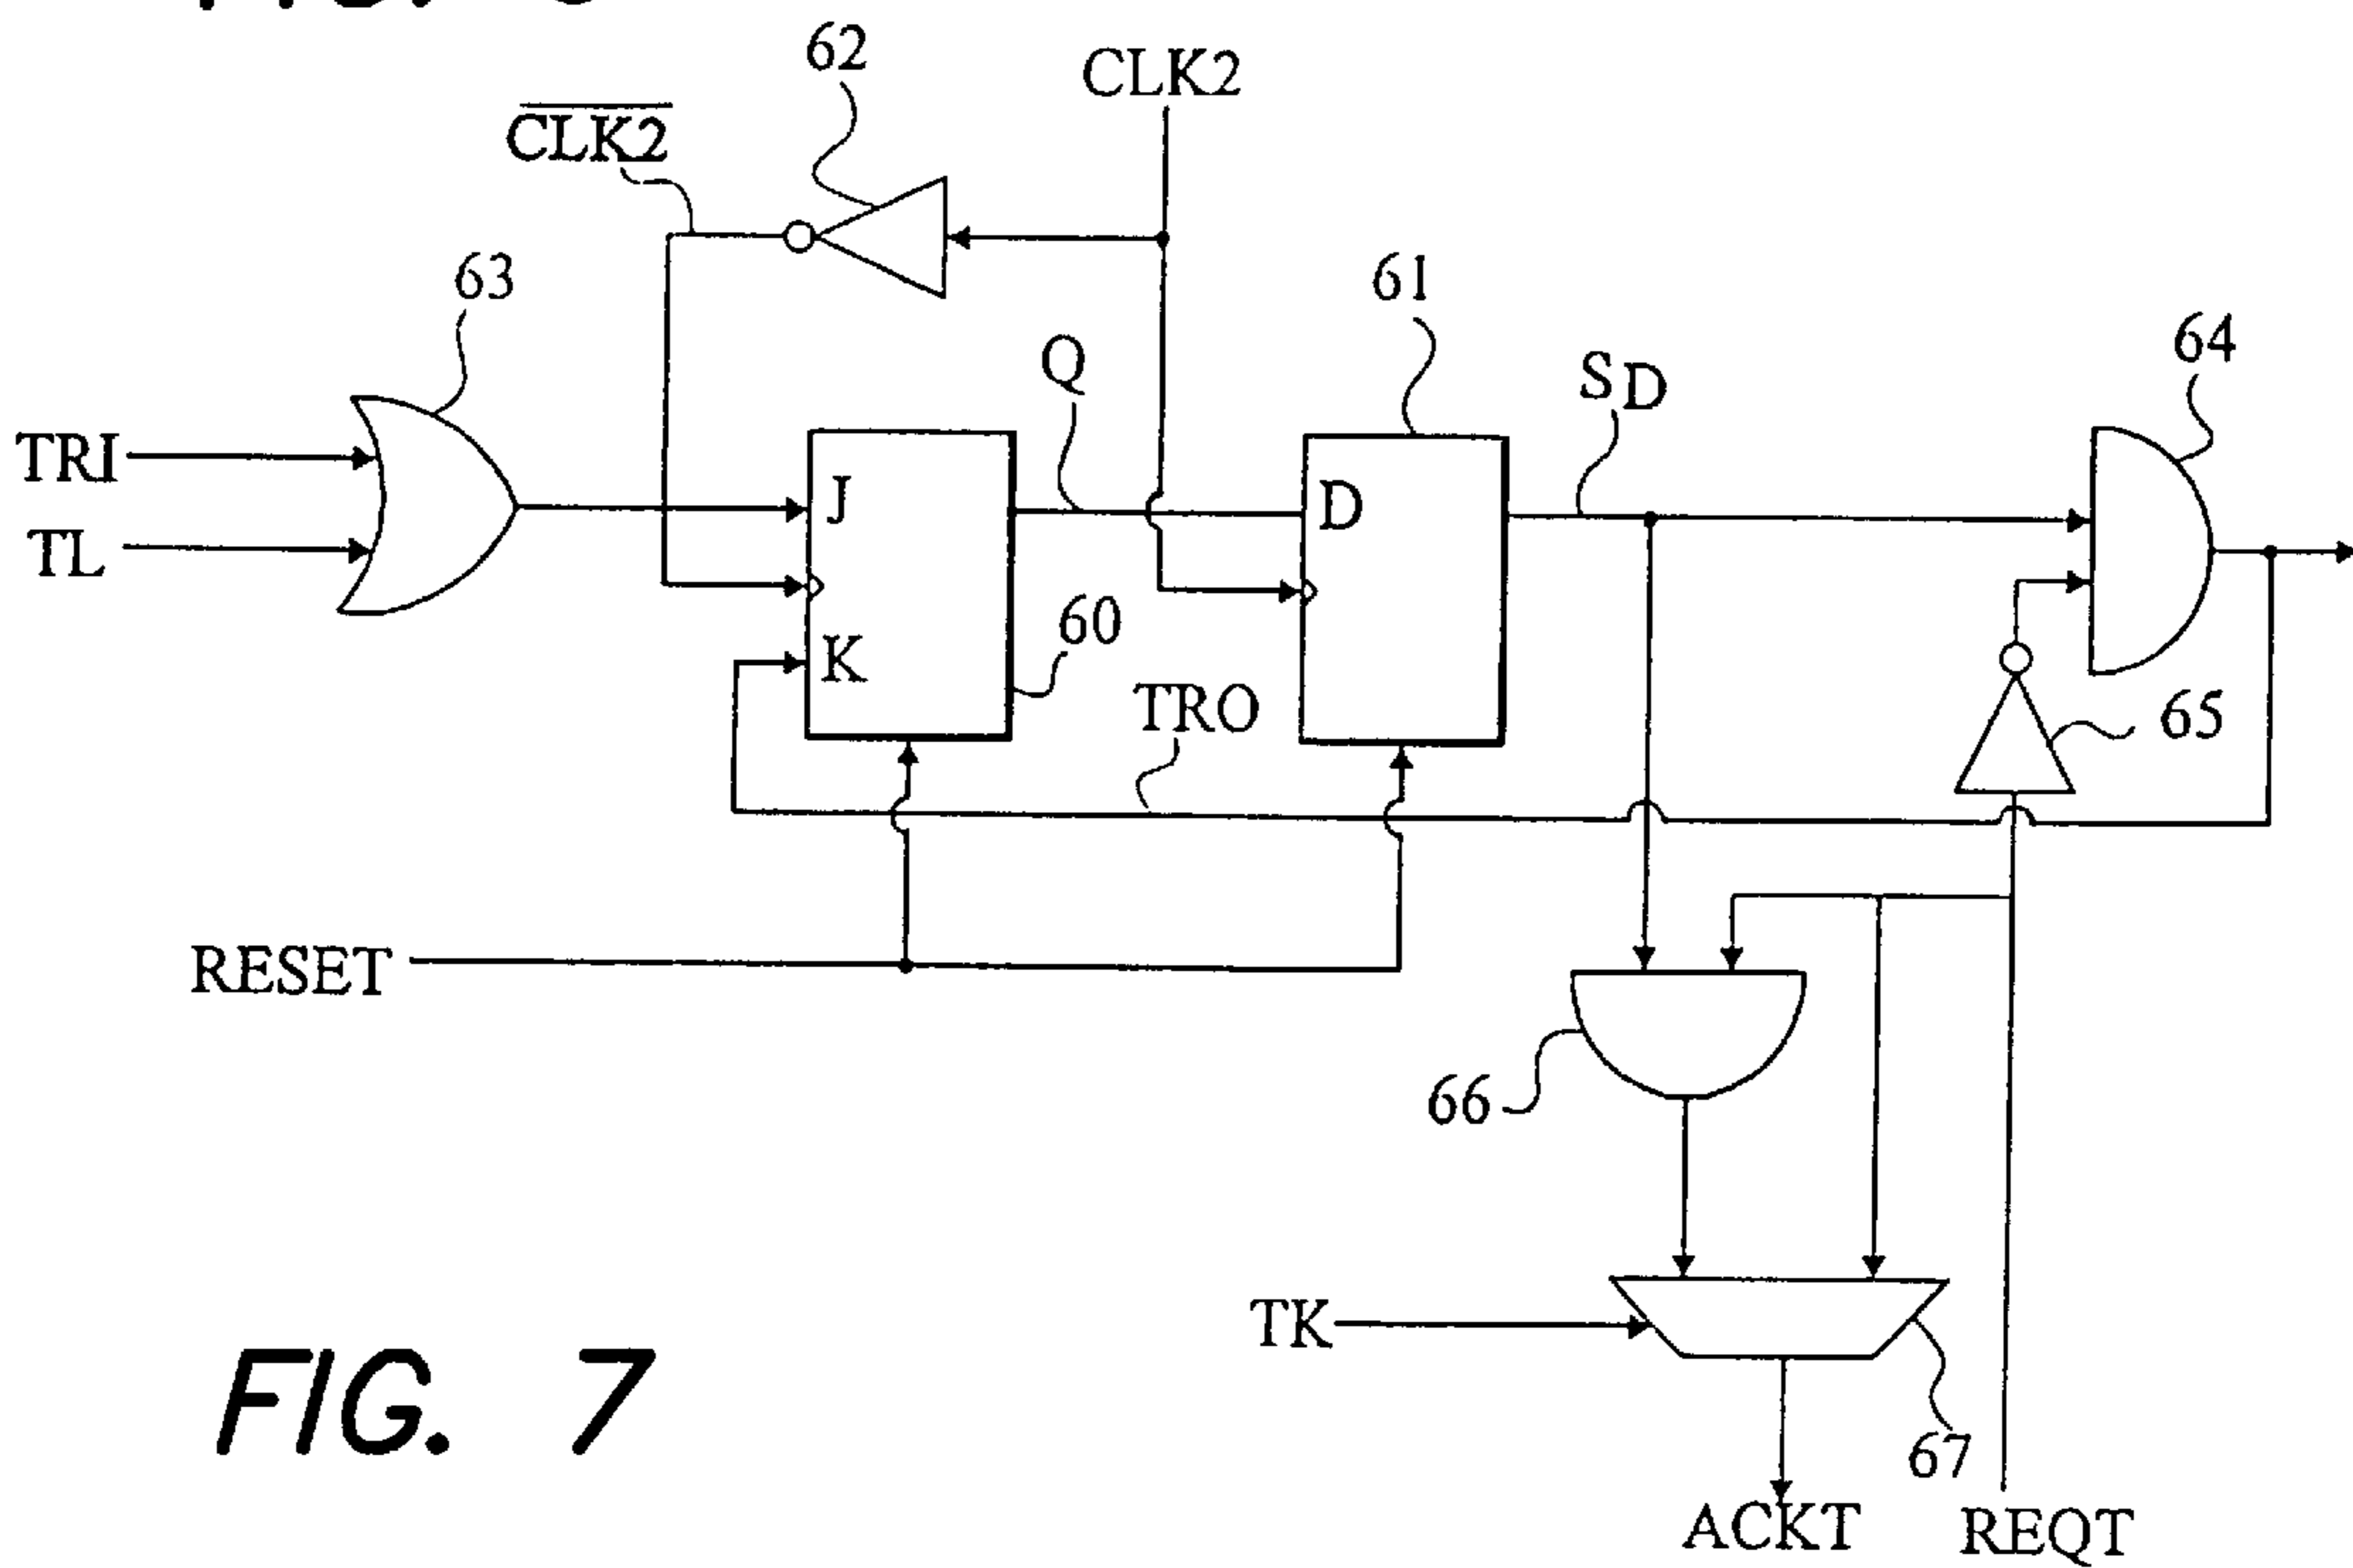 62
CLK2
CLK2
63
61
64
Q
SD
TRI
J
D
TL
60
K
TRO
65
RESET
66
TK
67
FIG. 7
ACKT
REQT